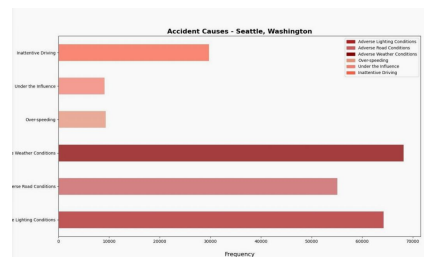 Accident Causes - Seattle, Washington
Adverse Lighting Conditions
Adverse Road Conditions
Adverse Weather Conditions
Over-speeding
Under the Influence
Inattentive Driving
Inattentive Driving
Under the Influence
Over-speeding
e Weather Conditions
erse Road Conditions
e Lighting Conditions
0 10000 20000 30000 40000 50000 60000 70000
Frequency